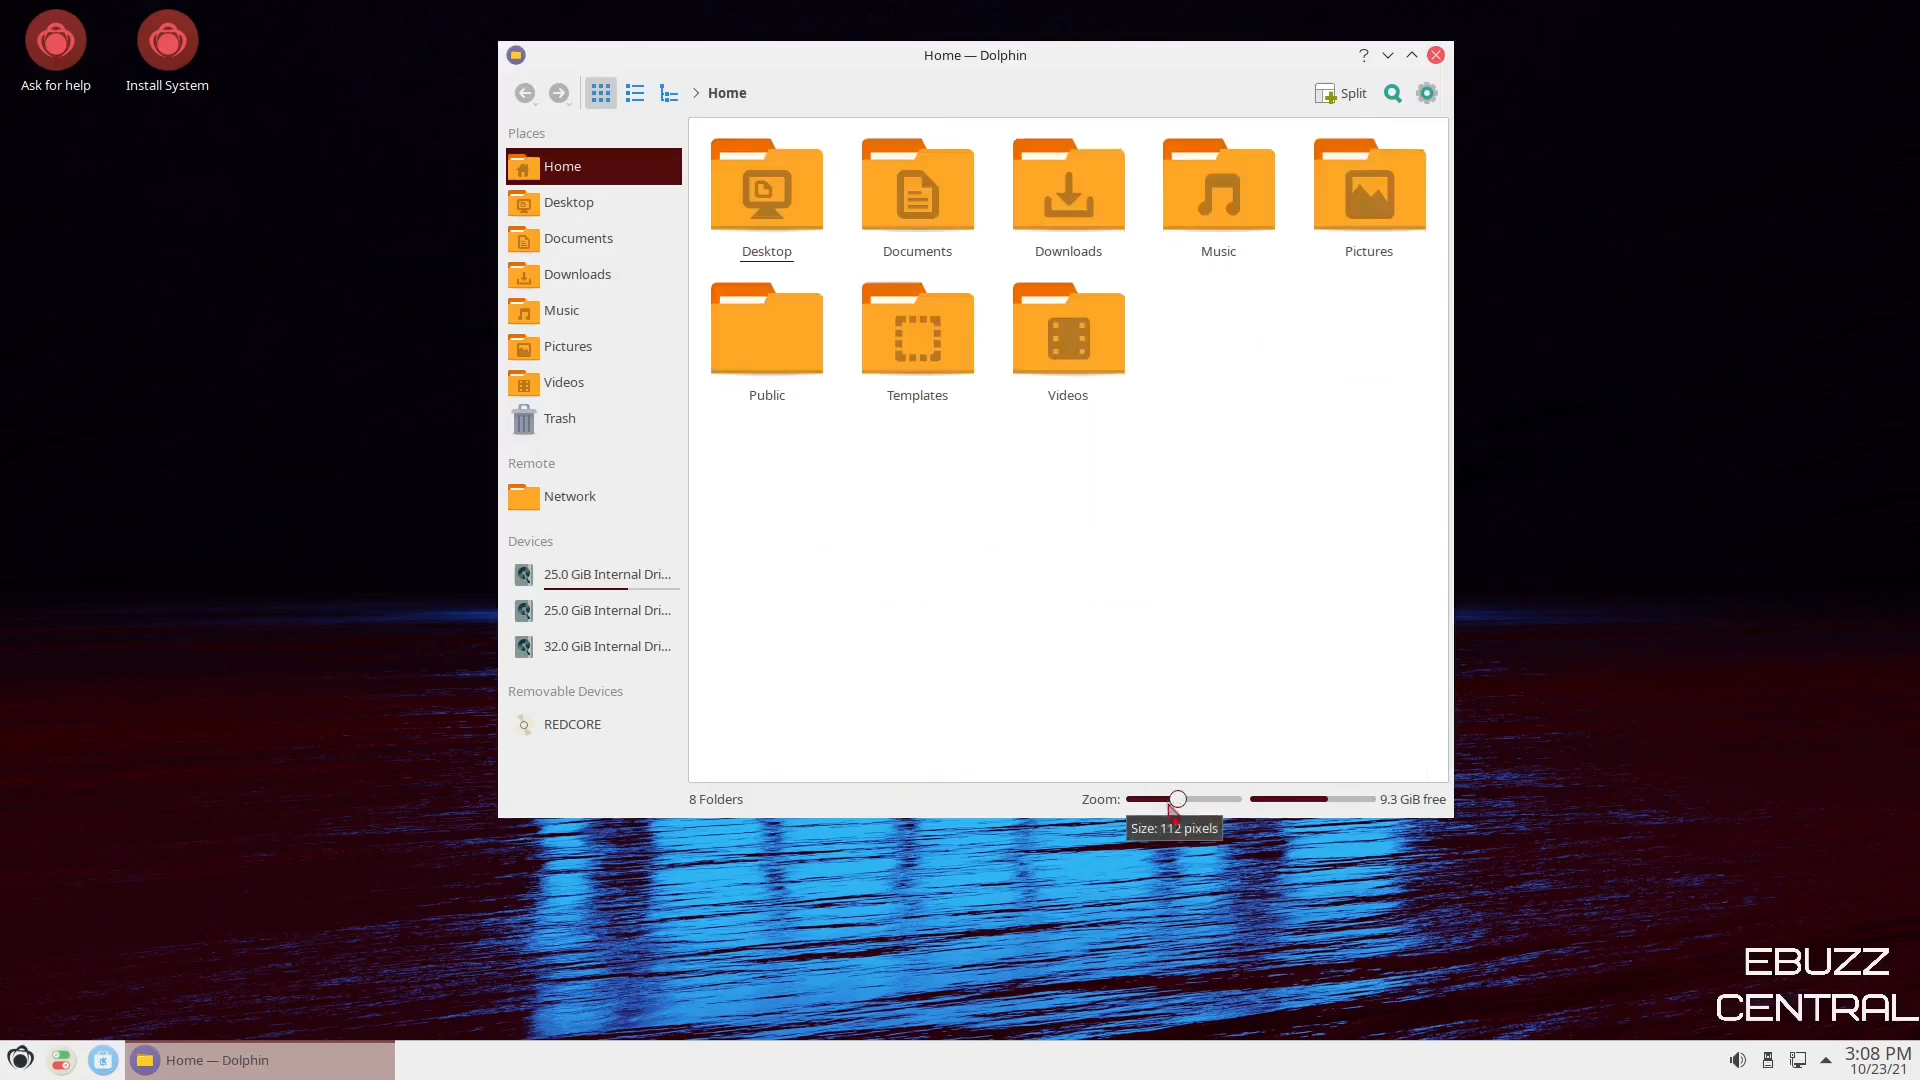 Ask for help
Install System
Home — Dolphin
Home
Split
Places
Home
Desktop
Documents
Downloads
Music
Pictures
Videos
Trash
Remote
Network
Devices
25.0 GiB Internal Dri...
25.0 GiB Internal Dri...
32.0 GiB Internal Dri...
Removable Devices
REDCORE
Desktop
Documents
Downloads
Music
Pictures
Public
Templates
Videos
8 Folders
Zoom:
9.3 GiB free
Size: 112 pixels
EBUZZ
CENTRAL
Home — Dolphin
3:08 PM
10/23/21